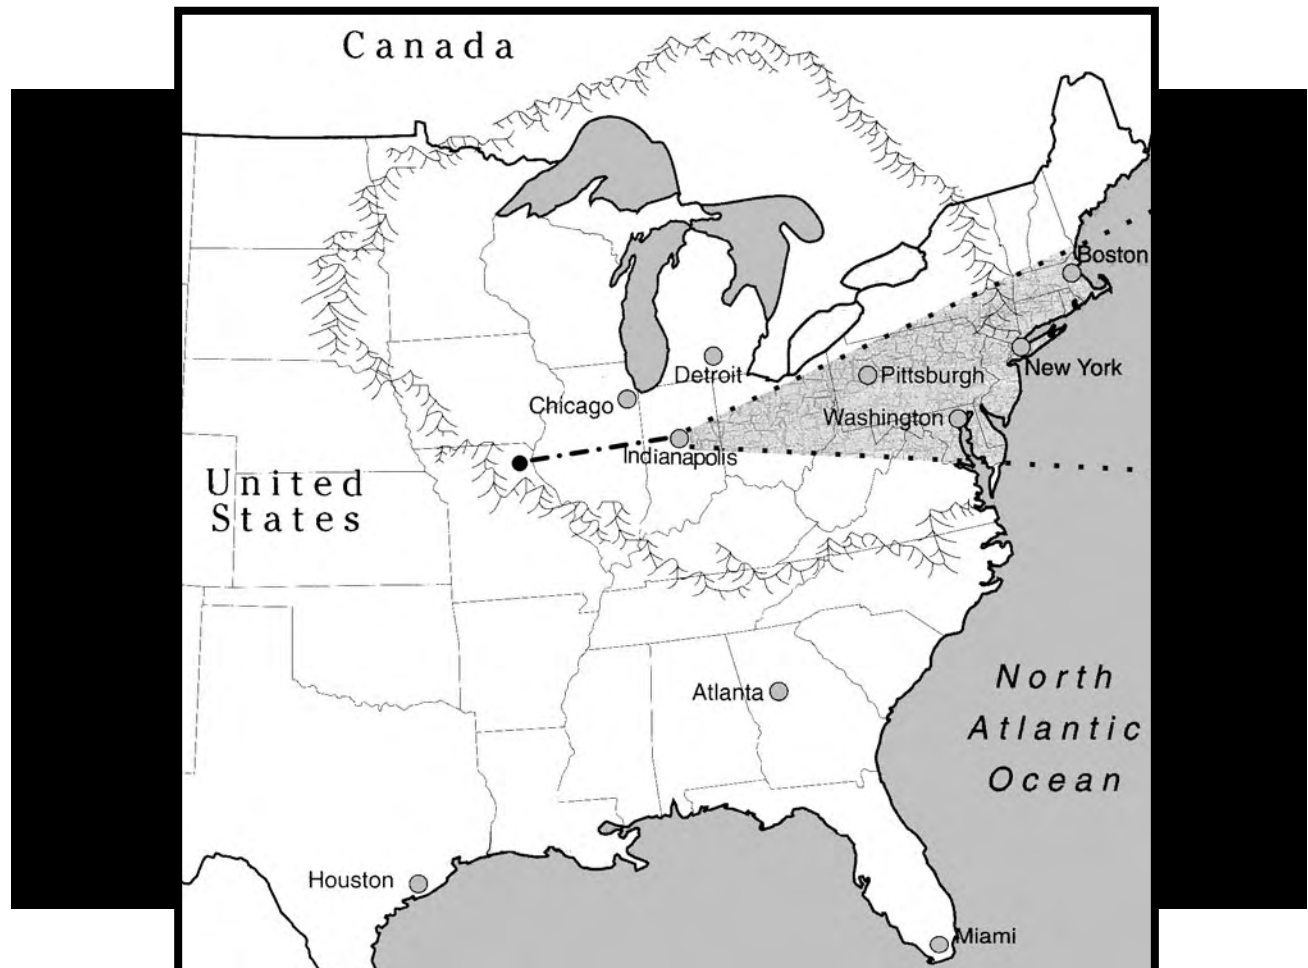 Canada
Boston
New York
Detroit
Pittsburgh
Chicago
Washington
Indianapolis
United
States
North
Atlantic
Ocean
Atlanta
Houston
Miami